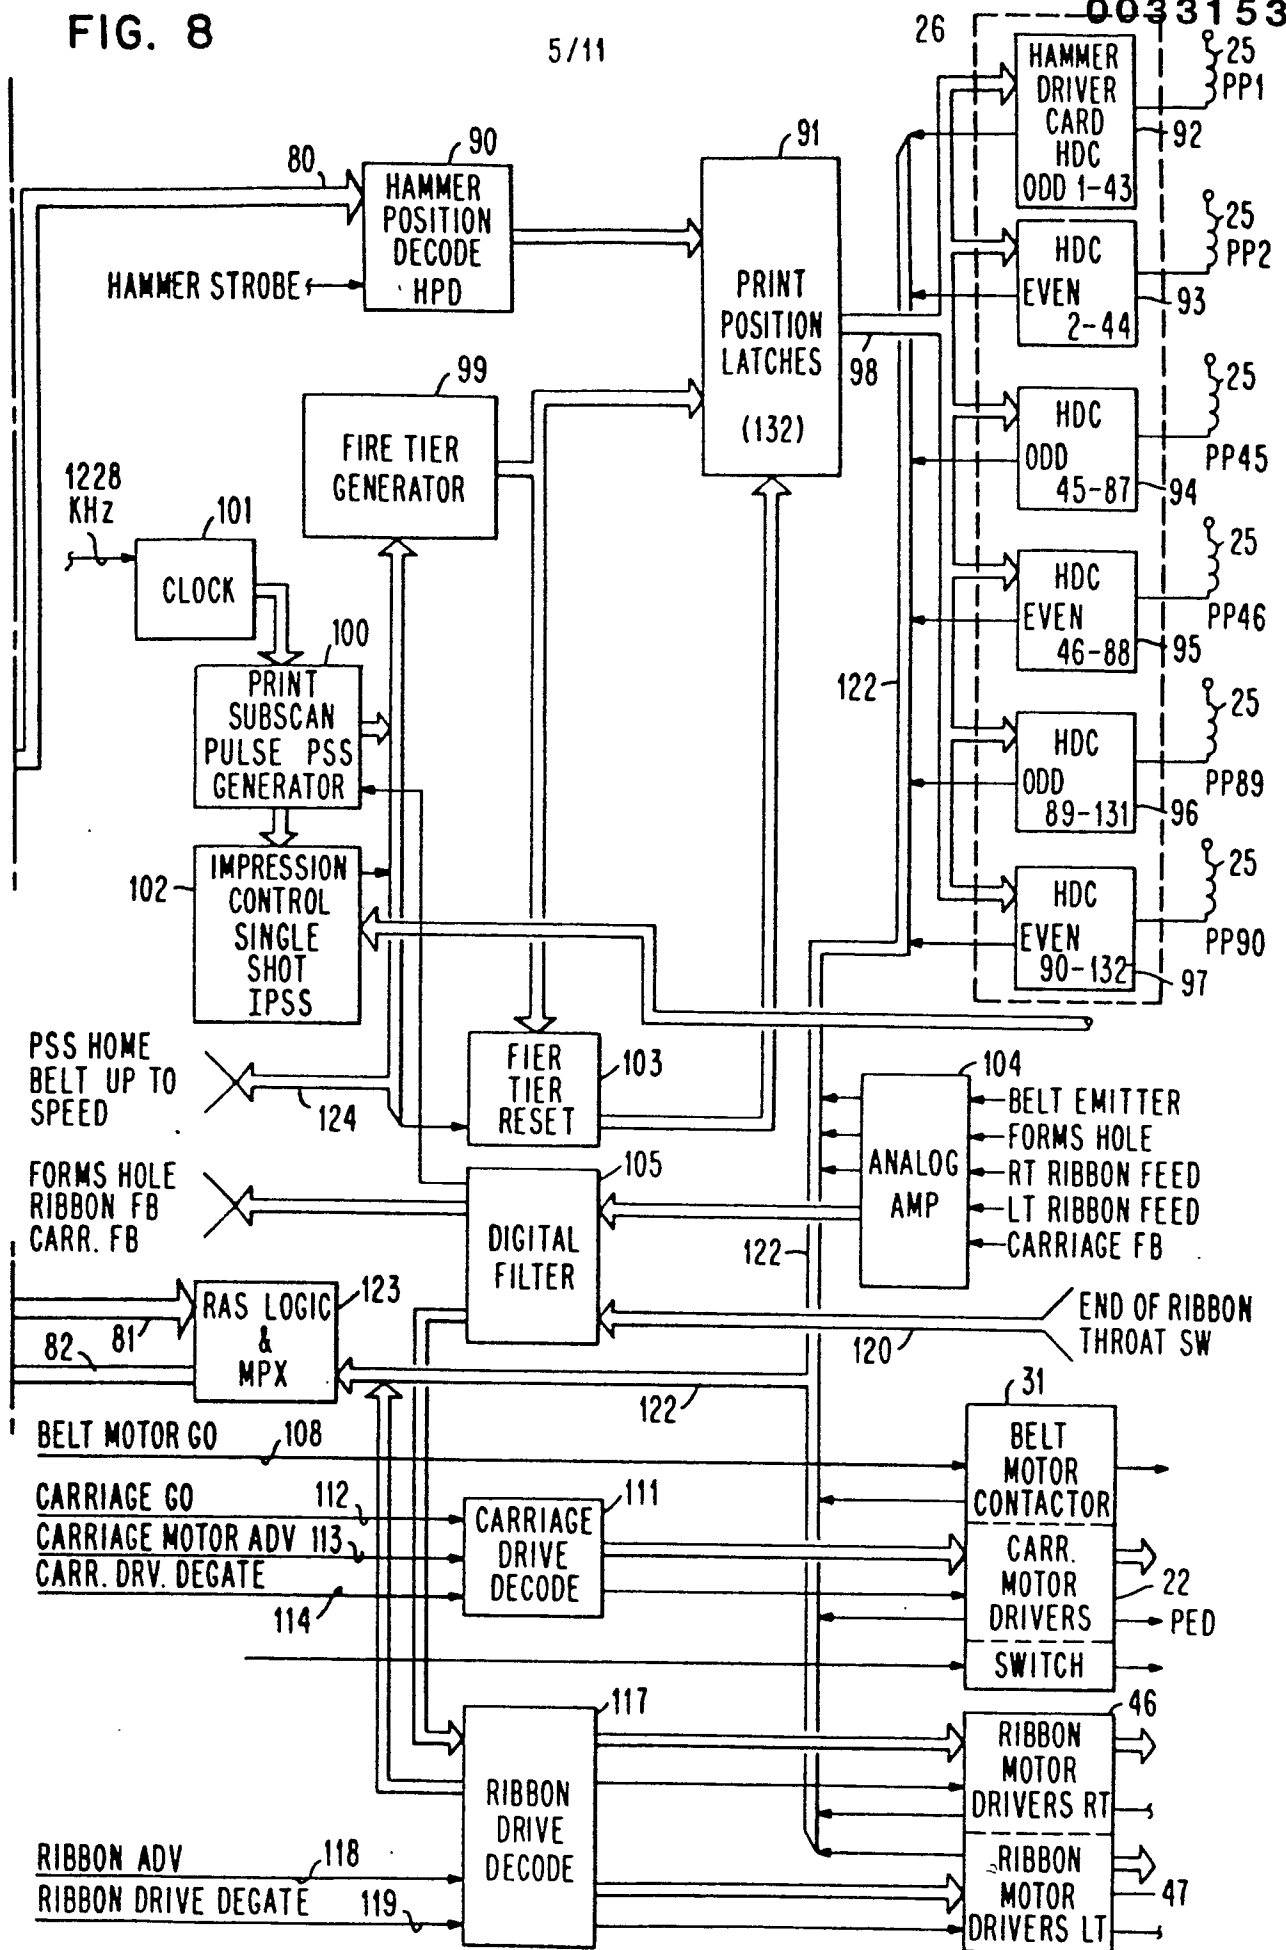 FIG. 8
5/11
0033153
26
HAMMER
DRIVER
CARD
HDC
ODD 1-43
25
PP1
92
80
90
HAMMER
POSITION
DECODE
HPD
HAMMER STROBE
91
PRINT
POSITION
LATCHES
(132)
98
HDC
EVEN
2-44
25
PP2
93
99
FIRE TIER
GENERATOR
HDC
ODD
45-87
25
PP45
94
1228
KHz
101
CLOCK
HDC
EVEN
46-88
25
PP46
95
100
PRINT
SUBSCAN
PULSE PSS
GENERATOR
122
HDC
ODD
89-131
25
PP89
96
102
IMPRESSION
CONTROL
SINGLE
SHOT
IPSS
HDC
EVEN
90-132
25
PP90
97
PSS HOME
BELT UP TO
SPEED
124
FIER
TIER
RESET
103
104
ANALOG
AMP
BELT EMITTER
FORMS HOLE
RT RIBBON FEED
LT RIBBON FEED
CARRIAGE FB
FORMS HOLE
RIBBON FB
CARR. FB
105
DIGITAL
FILTER
122
END OF RIBBON
THROAT SW
120
81
82
RAS LOGIC
&
MPX
123
122
31
BELT
MOTOR
CONTACTOR
BELT MOTOR GO
108
CARRIAGE GO
112
CARRIAGE MOTOR ADV
113
CARR. DRV. DEGATE
114
111
CARRIAGE
DRIVE
DECODE
CARR.
MOTOR
DRIVERS
22
PED
SWITCH
117
RIBBON
DRIVE
DECODE
46
RIBBON
MOTOR
DRIVERS RT
RIBBON ADV
118
RIBBON DRIVE DEGATE
119
RIBBON
MOTOR
DRIVERS LT
47